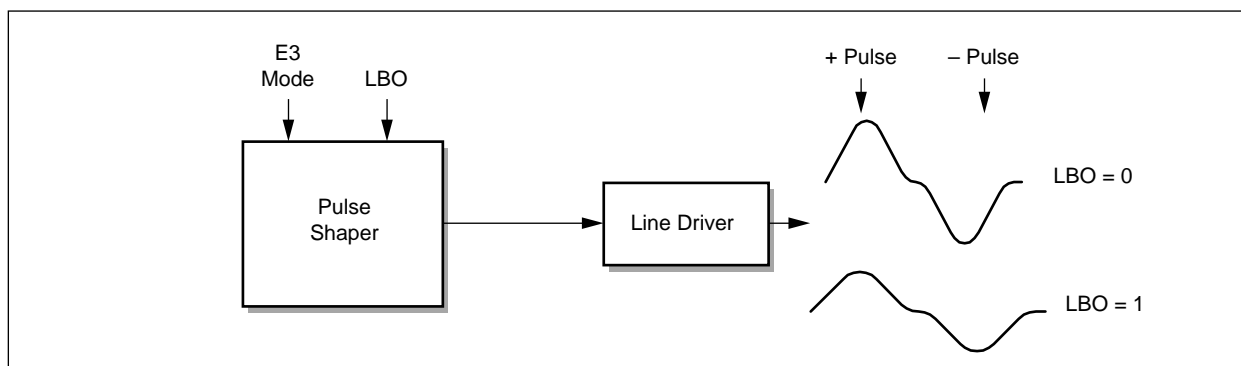 E3
Mode
LBO
Pulse
Shaper
Line Driver
+ Pulse
– Pulse
LBO = 0
LBO = 1